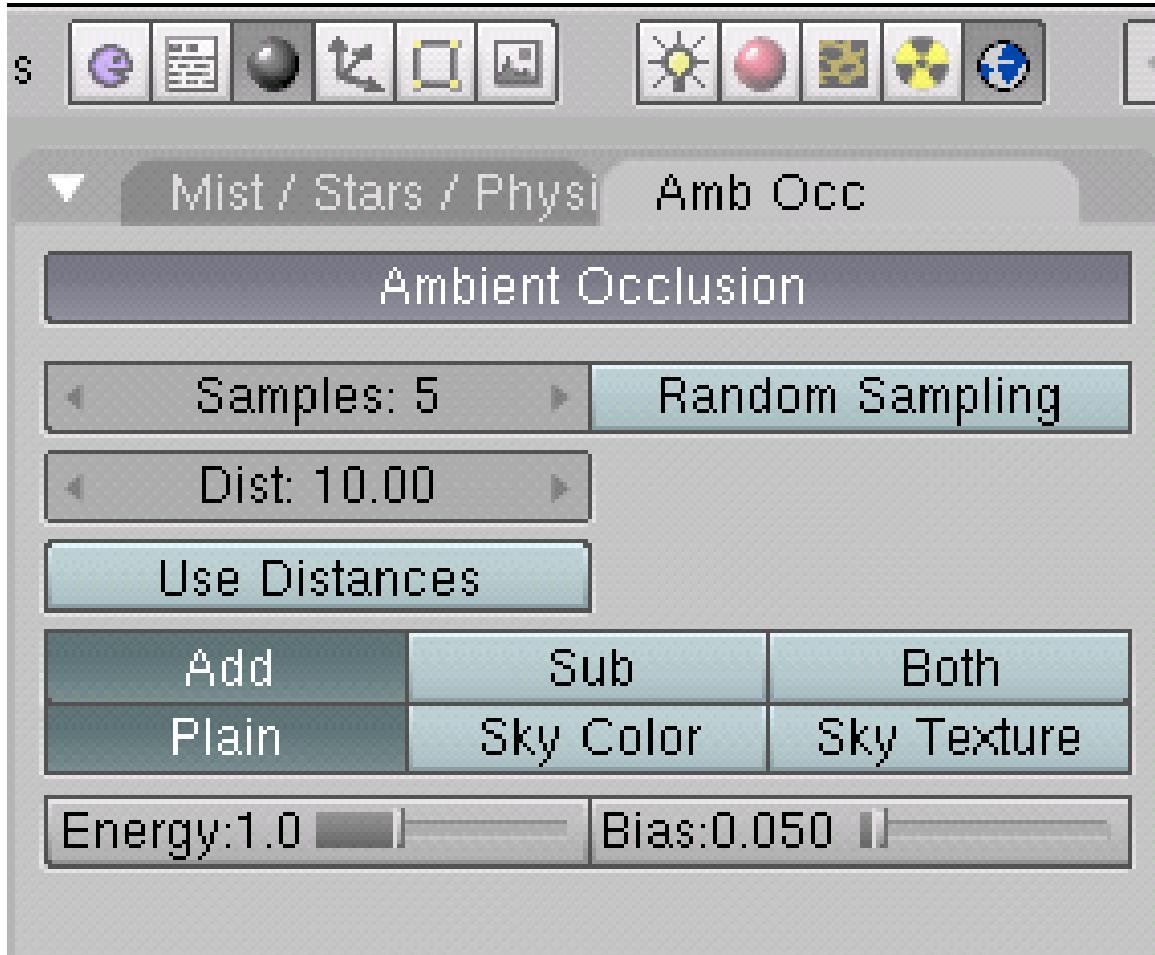 s
Mist / Stars / Physi Amb Occ
Ambient Occlusion
Samples: 5 Random Sampling
Dist: 10.00
Use Distances
Add Sub Both
Plain Sky Color Sky Texture
Energy:1.0 Bias:0.050